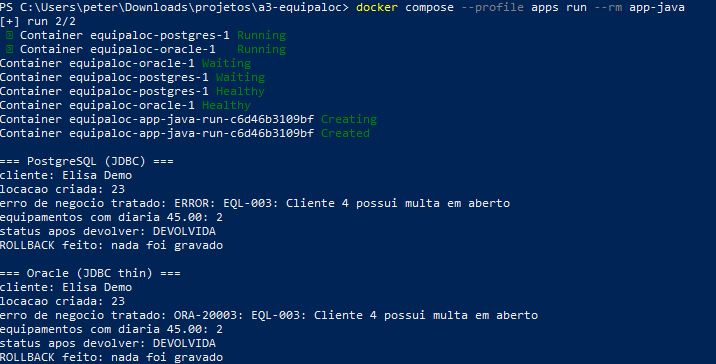 PS C:\Users\peter\Downloads\projetos\a3-equipaloc> docker compose --profile apps run --rm app-java
[+] run 2/2
Container equipaloc-postgres-1 Running
Container equipaloc-oracle-1 Running
Container equipaloc-oracle-1 Waiting
Container equipaloc-postgres-1 Waiting
Container equipaloc-postgres-1 Healthy
Container equipaloc-oracle-1 Healthy
Container equipaloc-app-java-run-c6d46b3109bf Creating
Container equipaloc-app-java-run-c6d46b3109bf Created
=== PostgreSQL (JDBC) ===
cliente: Elisa Demo
locacao criada: 23
erro de negocio tratado: ERROR: EQL-003: Cliente 4 possui multa em aberto
equipamentos com diaria 45.00: 2
status apos devolver: DEVOLVIDA
ROLLBACK feito: nada foi gravado
=== Oracle (JDBC thin) ===
cliente: Elisa Demo
locacao criada: 23
erro de negocio tratado: ORA-20003: EQL-003: Cliente 4 possui multa em aberto
equipamentos com diaria 45.00: 2
status apos devolver: DEVOLVIDA
ROLLBACK feito: nada foi gravado